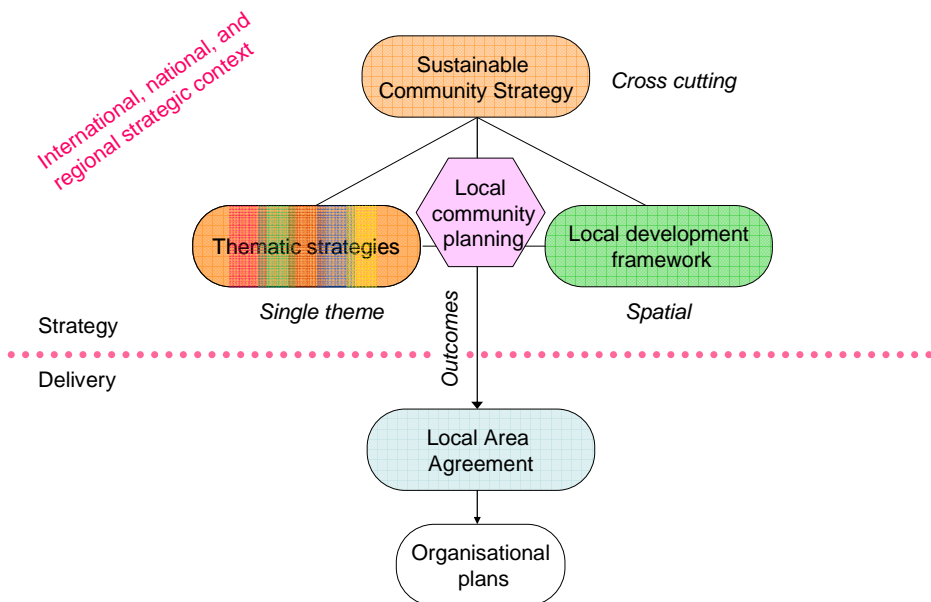 International, national, and
regional strategic context
Sustainable
Community Strategy
Cross cutting
Local
community
planning
Thematic strategies
Local development
framework
Single theme
Spatial
Strategy
Outcomes
Delivery
Local Area
Agreement
Organisational
plans